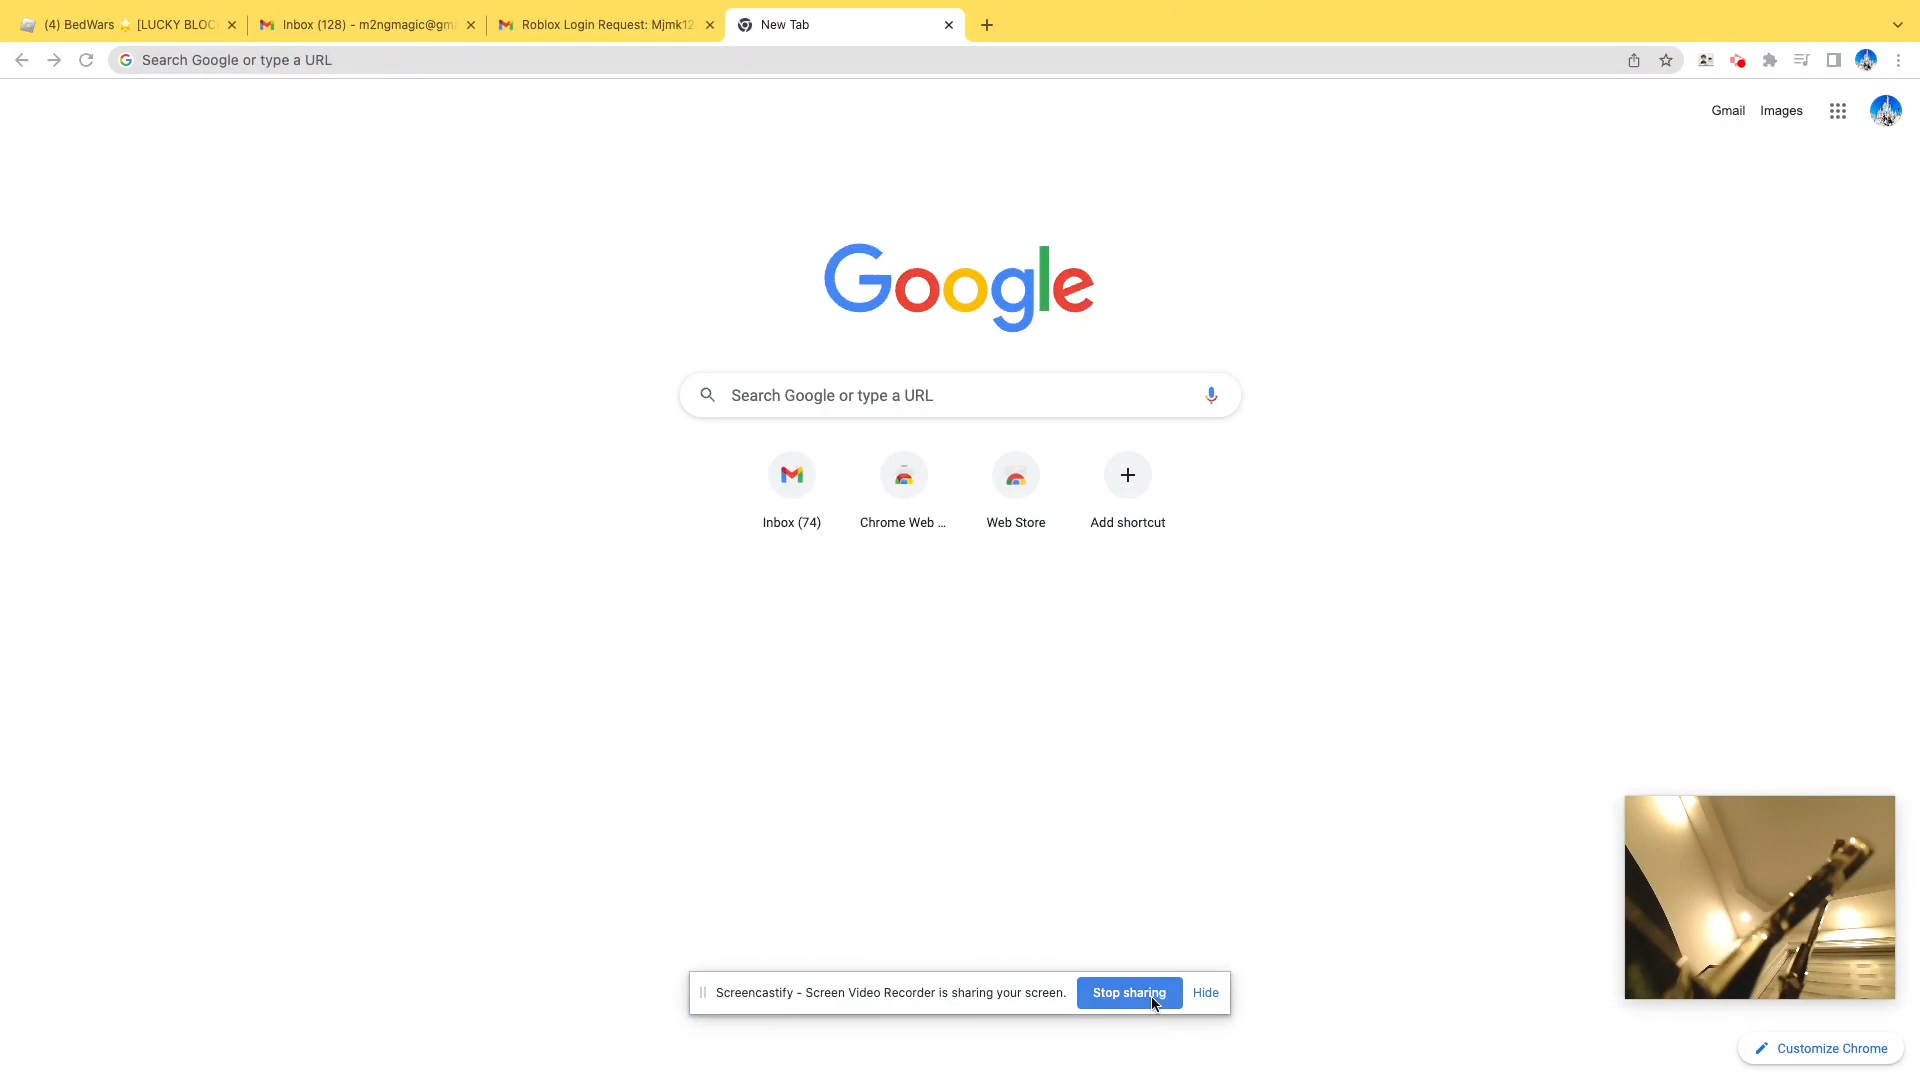 (4) BedWars ⭐ [LUCKY BLOC
Inbox (128) - m2ngmagic@gm
Roblox Login Request: Mjmk12
New Tab
Search Google or type a URL
Gmail
Images
Google
Search Google or type a URL
Inbox (74)
Chrome Web ...
Web Store
Add shortcut
Screencastify - Screen Video Recorder is sharing your screen.
Stop sharing
Hide
Customize Chrome